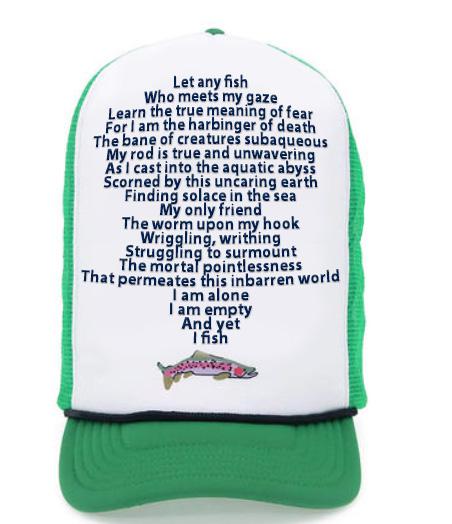 Let any fish
Who meets my gaze
Learn the true meaning of fear
For I am the harbinger of death
The bane of creatures subaqueous
My rod is true and unwavering
As I cast into the aquatic abyss
Scorned by this uncaring earth
Finding solace in the sea
My only friend
The worm upon my hook
Wriggling, writhing
Struggling to surmount
The mortal pointlessness
That permeates this inbarren world
I am alone
I am empty
And yet
I fish